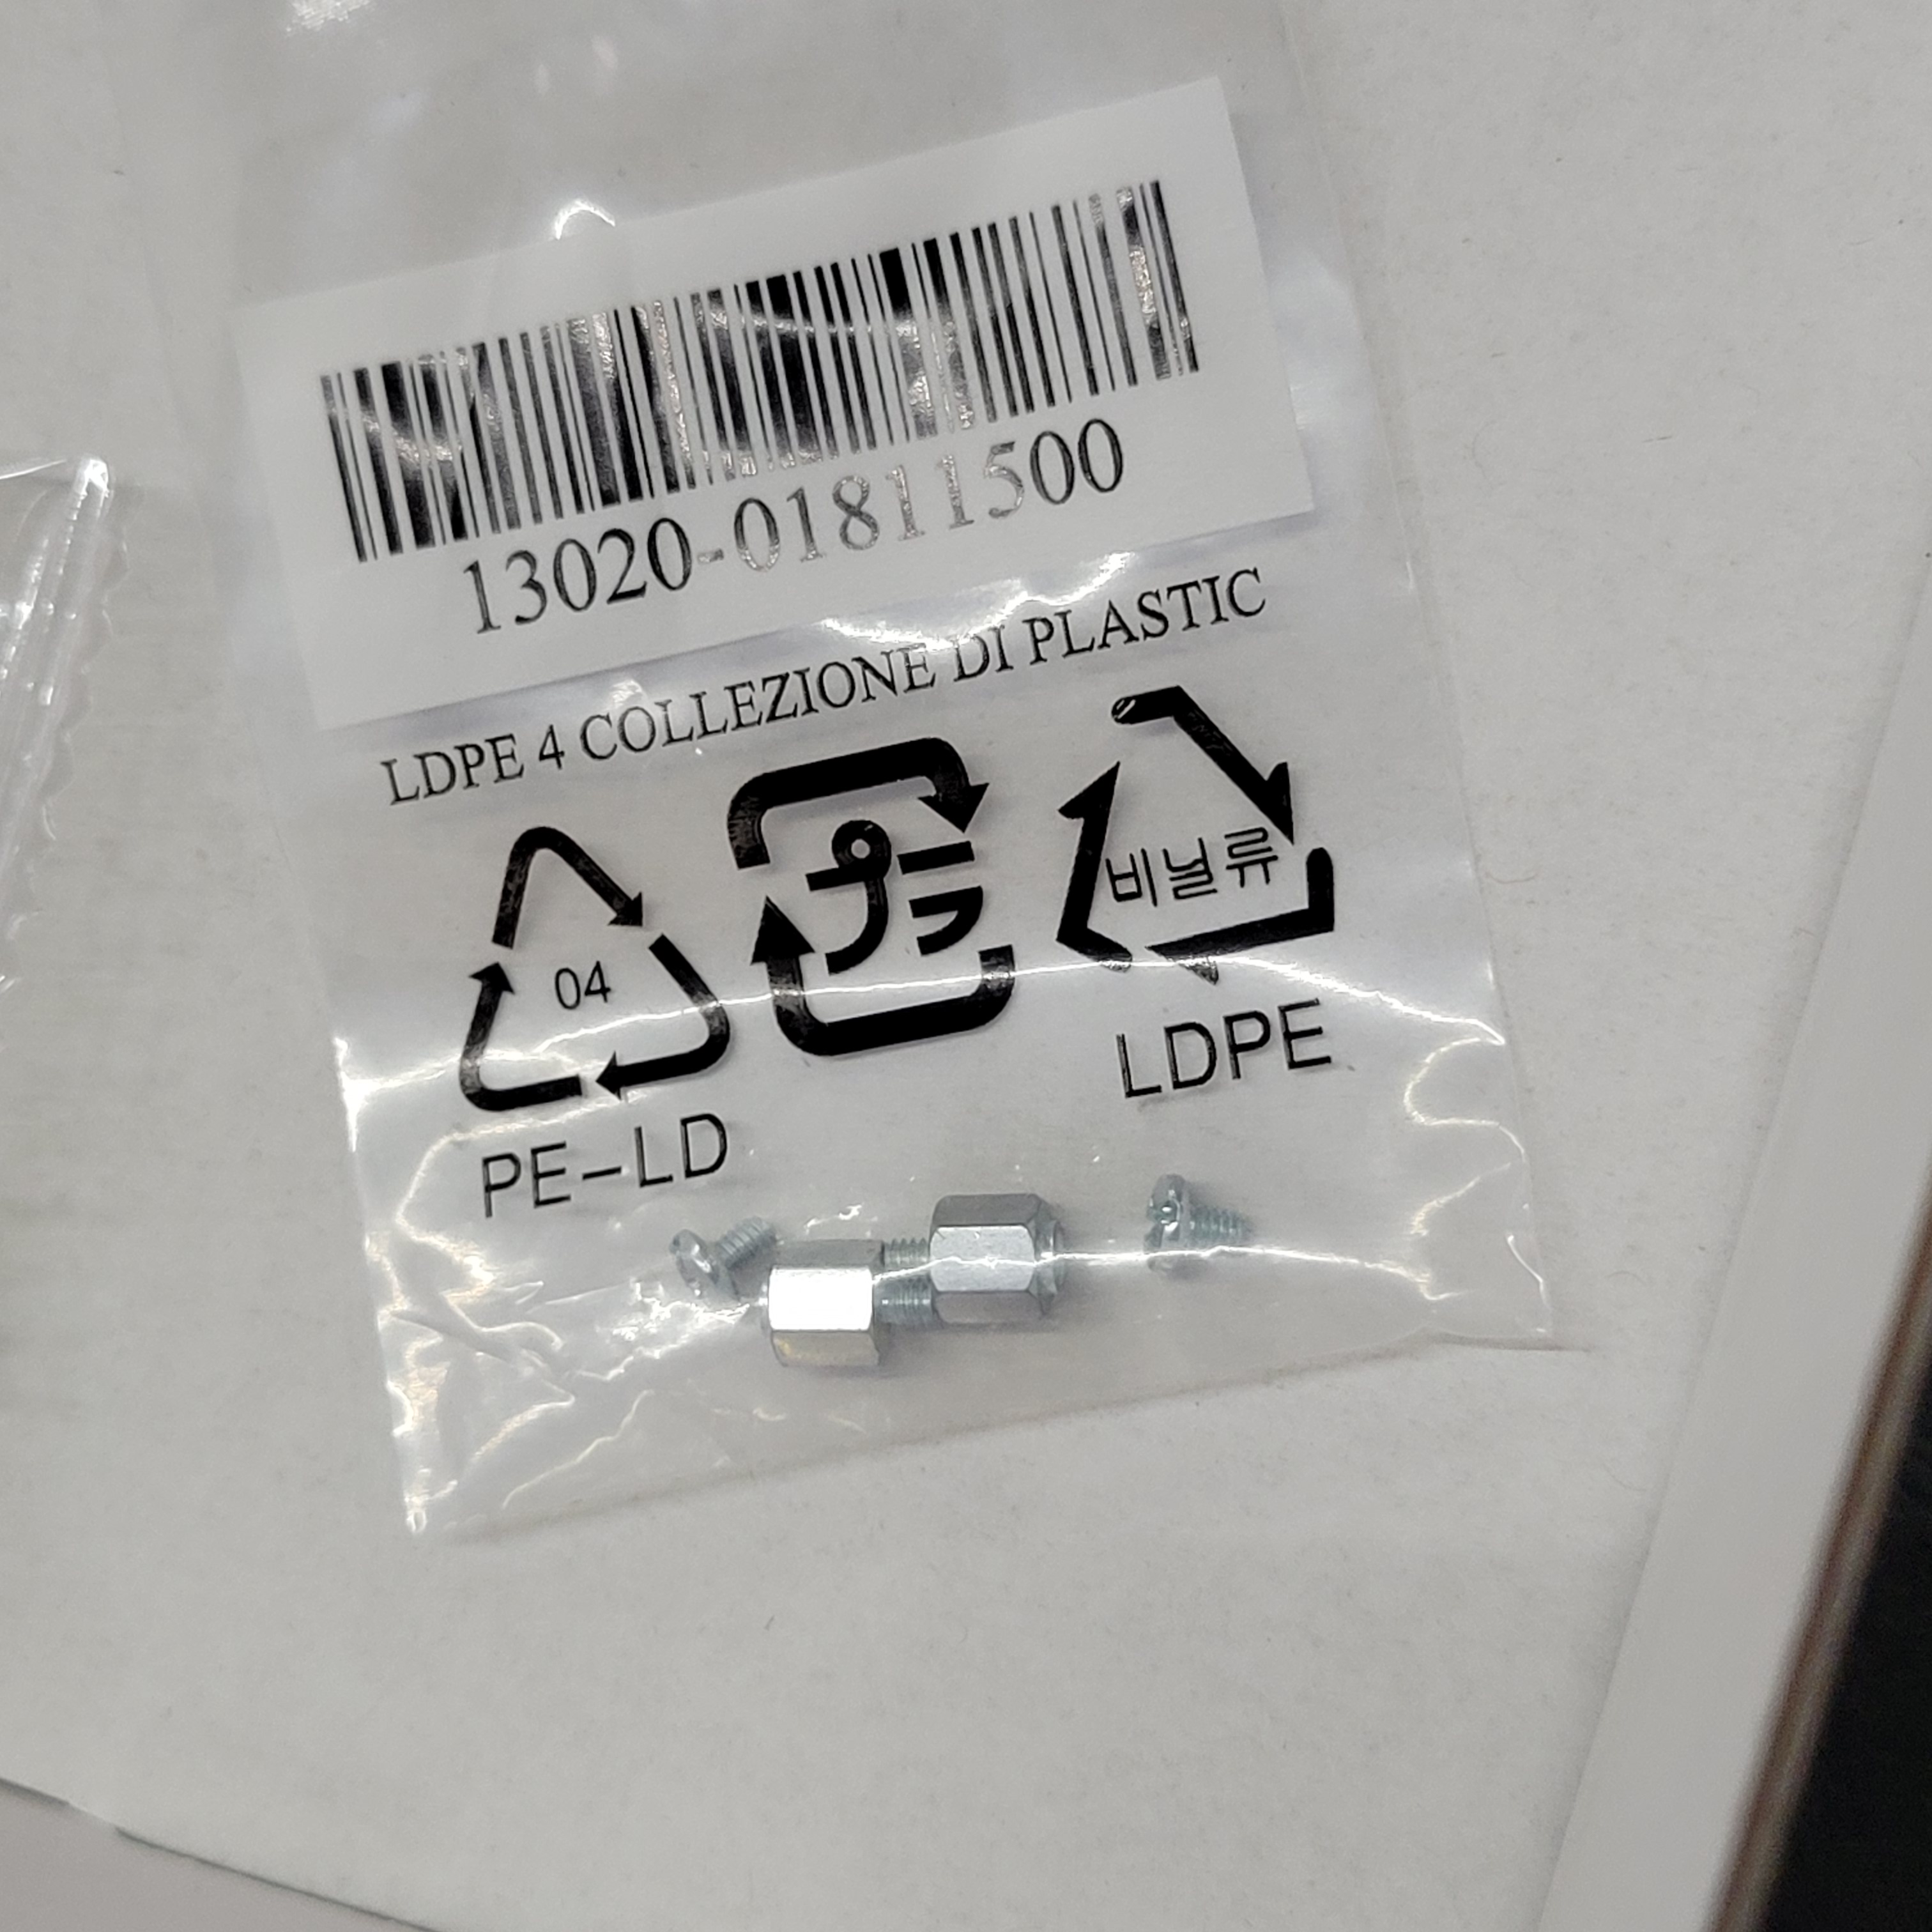 13020-01811500
LDPE 4 COLLEZIONE DI PLASTIC
04
プラ
비닐류
PE-LD
LDPE